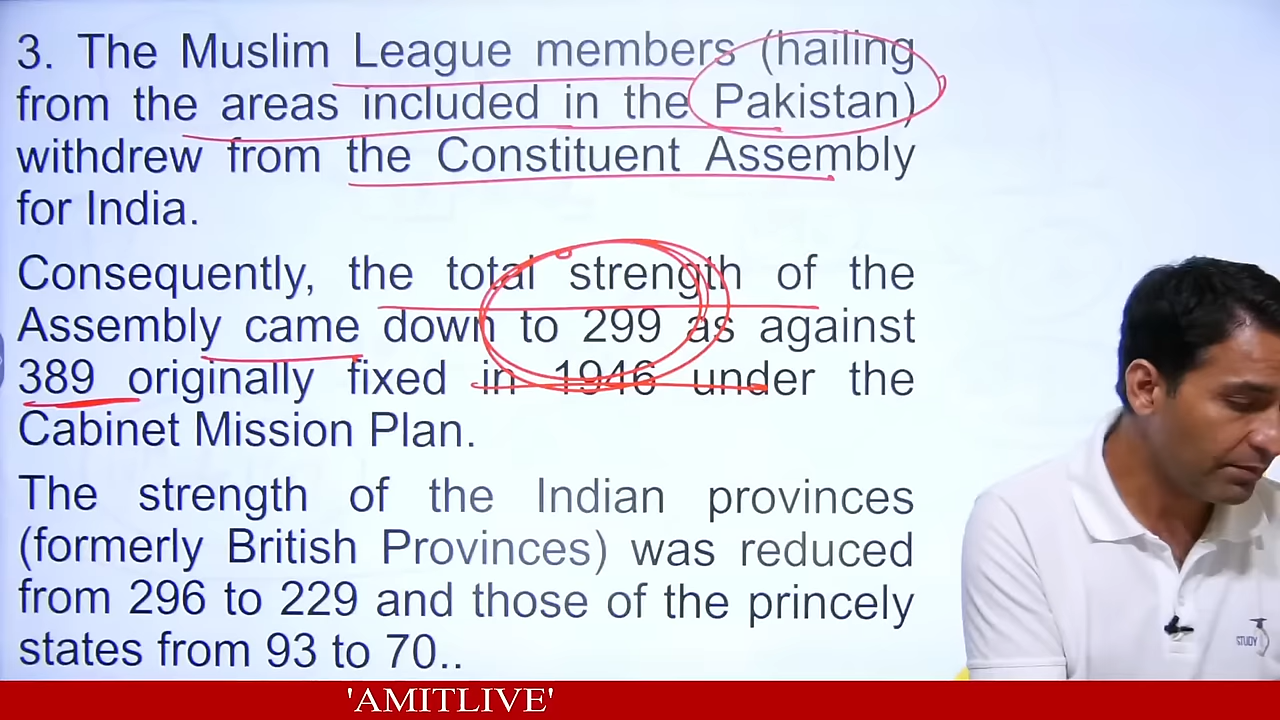 3. The Muslim League members (hailing
from the areas included in the Pakistan)
withdrew from the Constituent Assembly
for India.
Consequently, the total strength of the
Assembly came down to 299 as against
389 originally fixed in 1946 under the
Cabinet Mission Plan.
The strength of the Indian provinces
(formerly British Provinces) was reduced
from 296 to 229 and those of the princely
states from 93 to 70..
STUDY
'AMITLIVE'